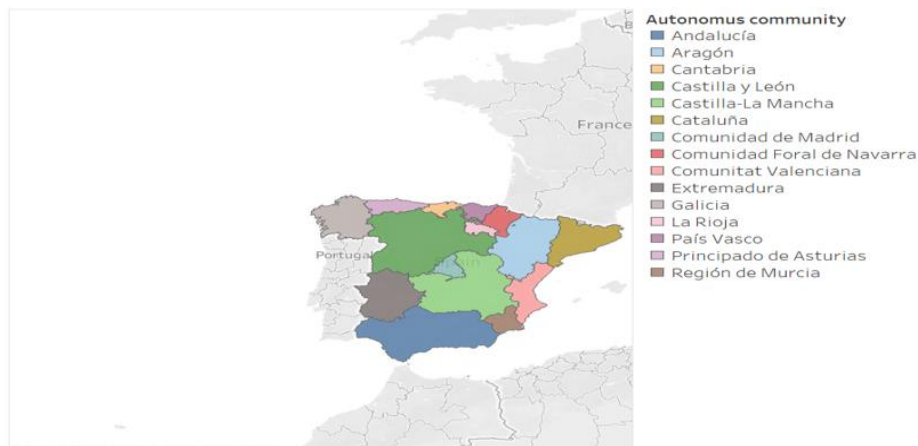 Autonomus community
Andalucía
Aragón
Cantabria
Castilla y León
Castilla-La Mancha
Cataluña
Comunidad de Madrid
Comunidad Foral de Navarra
Comunitat Valenciana
Extremadura
Galicia
La Rioja
País Vasco
Principado de Asturias
Región de Murcia
France
Portugal